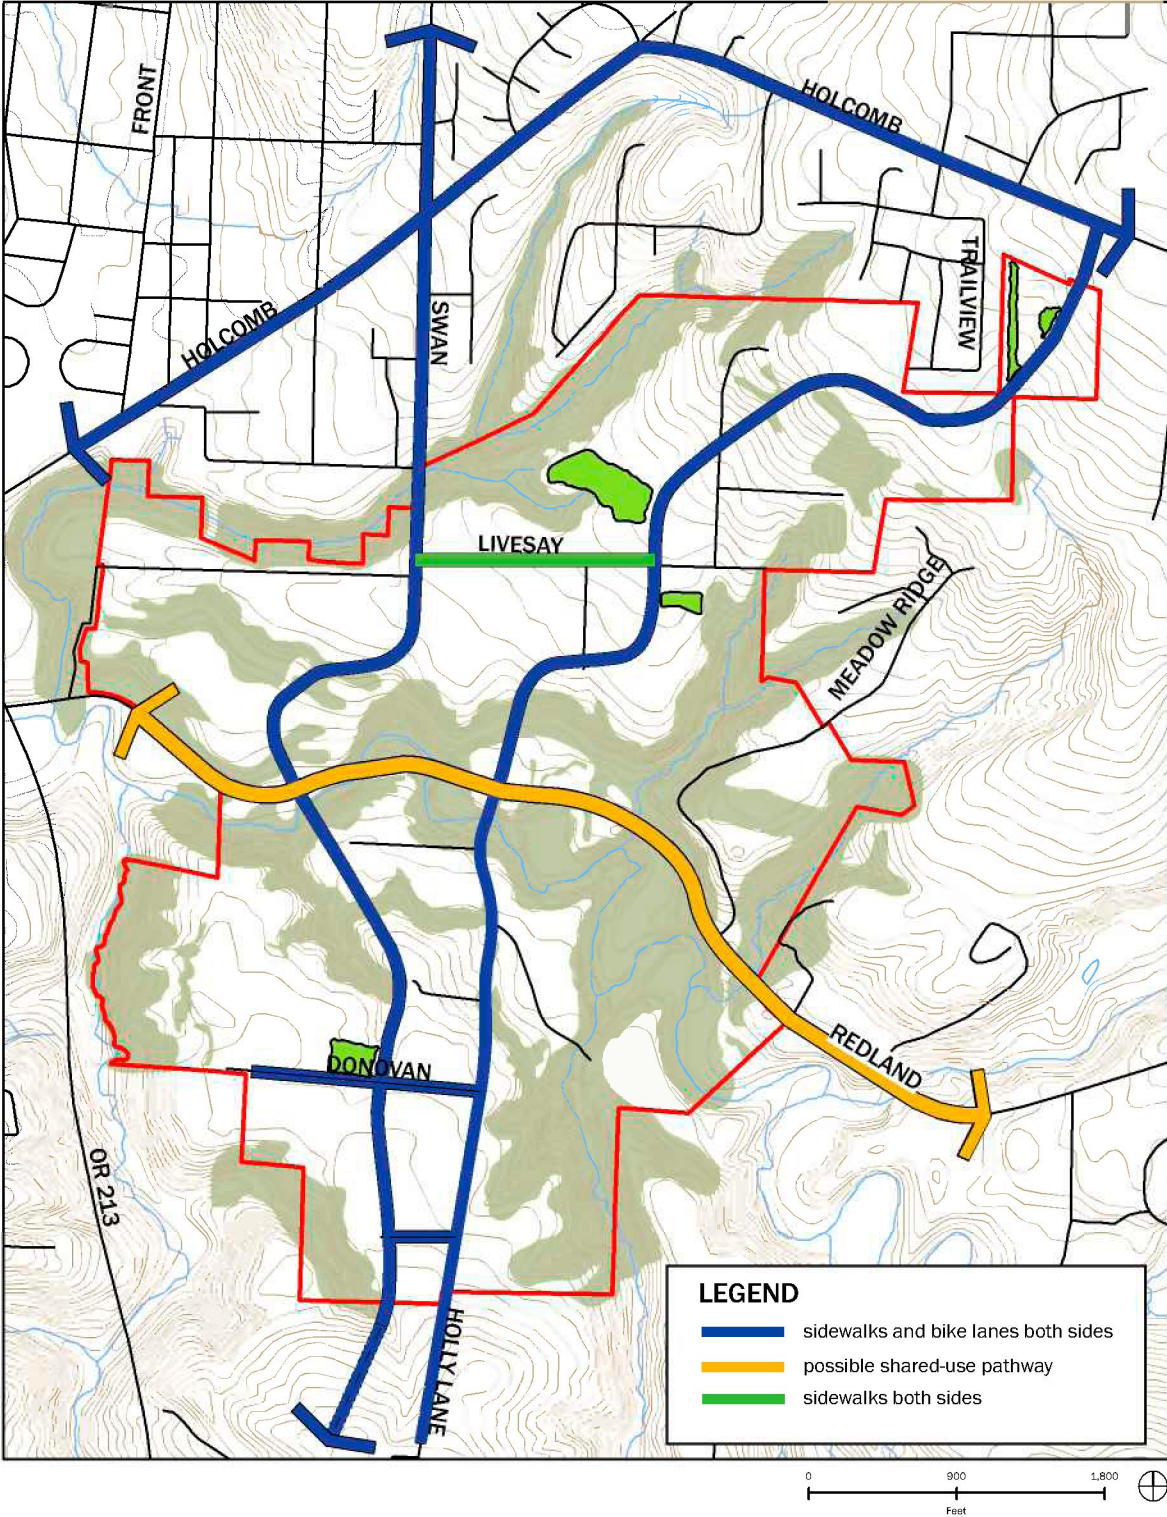 FRONT
HOLCOMB
TRAILVIEW
HOLCOMB
SWAN
LIVESAY
MEADOW RIDGE
REDLAND
DONOVAN
OR 213
HOLLY LANE
LEGEND
sidewalks and bike lanes both sides
possible shared-use pathway
sidewalks both sides
0 900 1,800
Feet